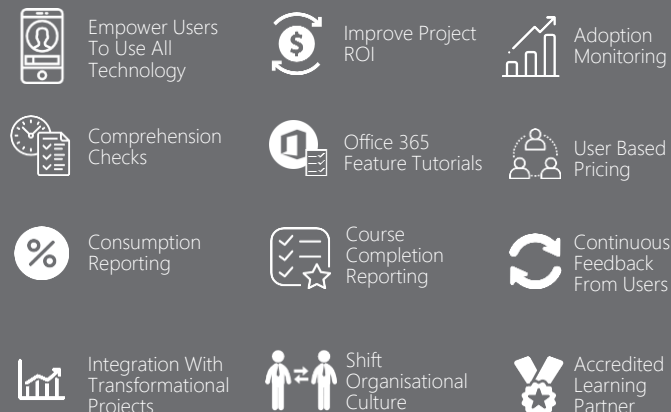 Empower Users
To Use All
Technology
Improve Project
ROI
Adoption
Monitoring
Comprehension
Checks
Office 365
Feature Tutorials
User Based
Pricing
Consumption
Reporting
Course
Completion
Reporting
Continuous
Feedback
From Users
Integration With
Transformational
Projects
Shift
Organisational
Culture
Accredited
Learning
Partner